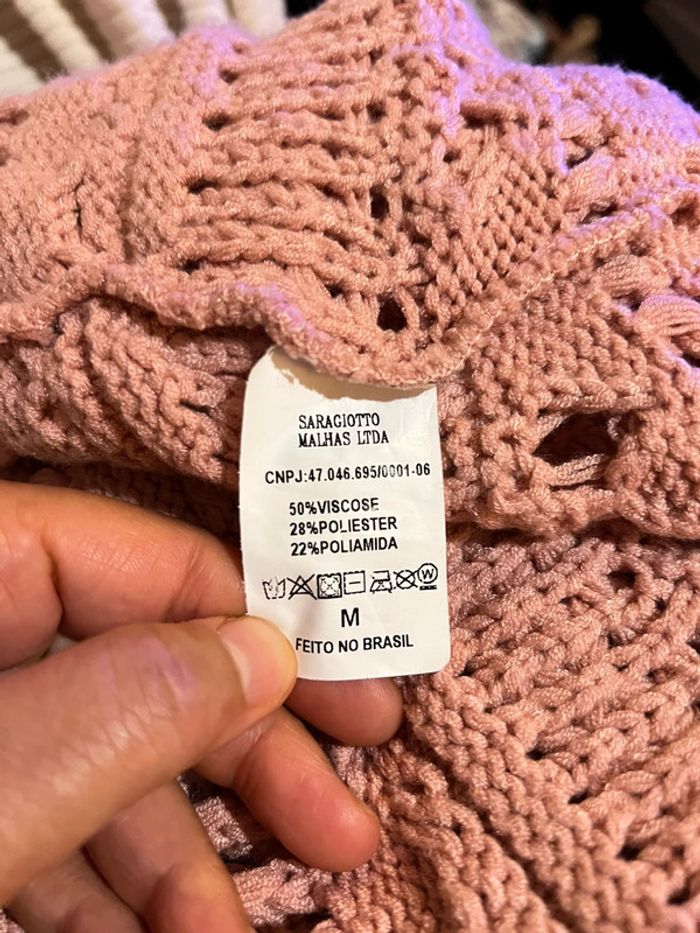 SARAGIOTTO
MALHAS LTDA
CNPJ:47.046.695/0001-06
50%VISCOSE
28%POLIESTER
22%POLIAMIDA
W
M
FEITO NO BRASIL